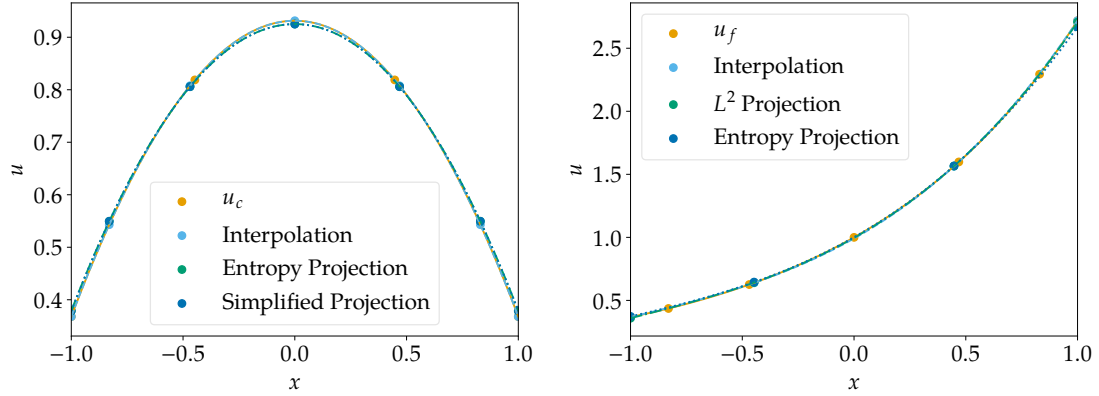 0.9
0.8
0.7
0.6
0.5
0.4
u
u_c
Interpolation
Entropy Projection
Simplified Projection
−1.0 −0.5 0.0 0.5 1.0
x
2.5
2.0
1.5
1.0
0.5
u
u_f
Interpolation
L² Projection
Entropy Projection
−1.0 −0.5 0.0 0.5 1.0
x